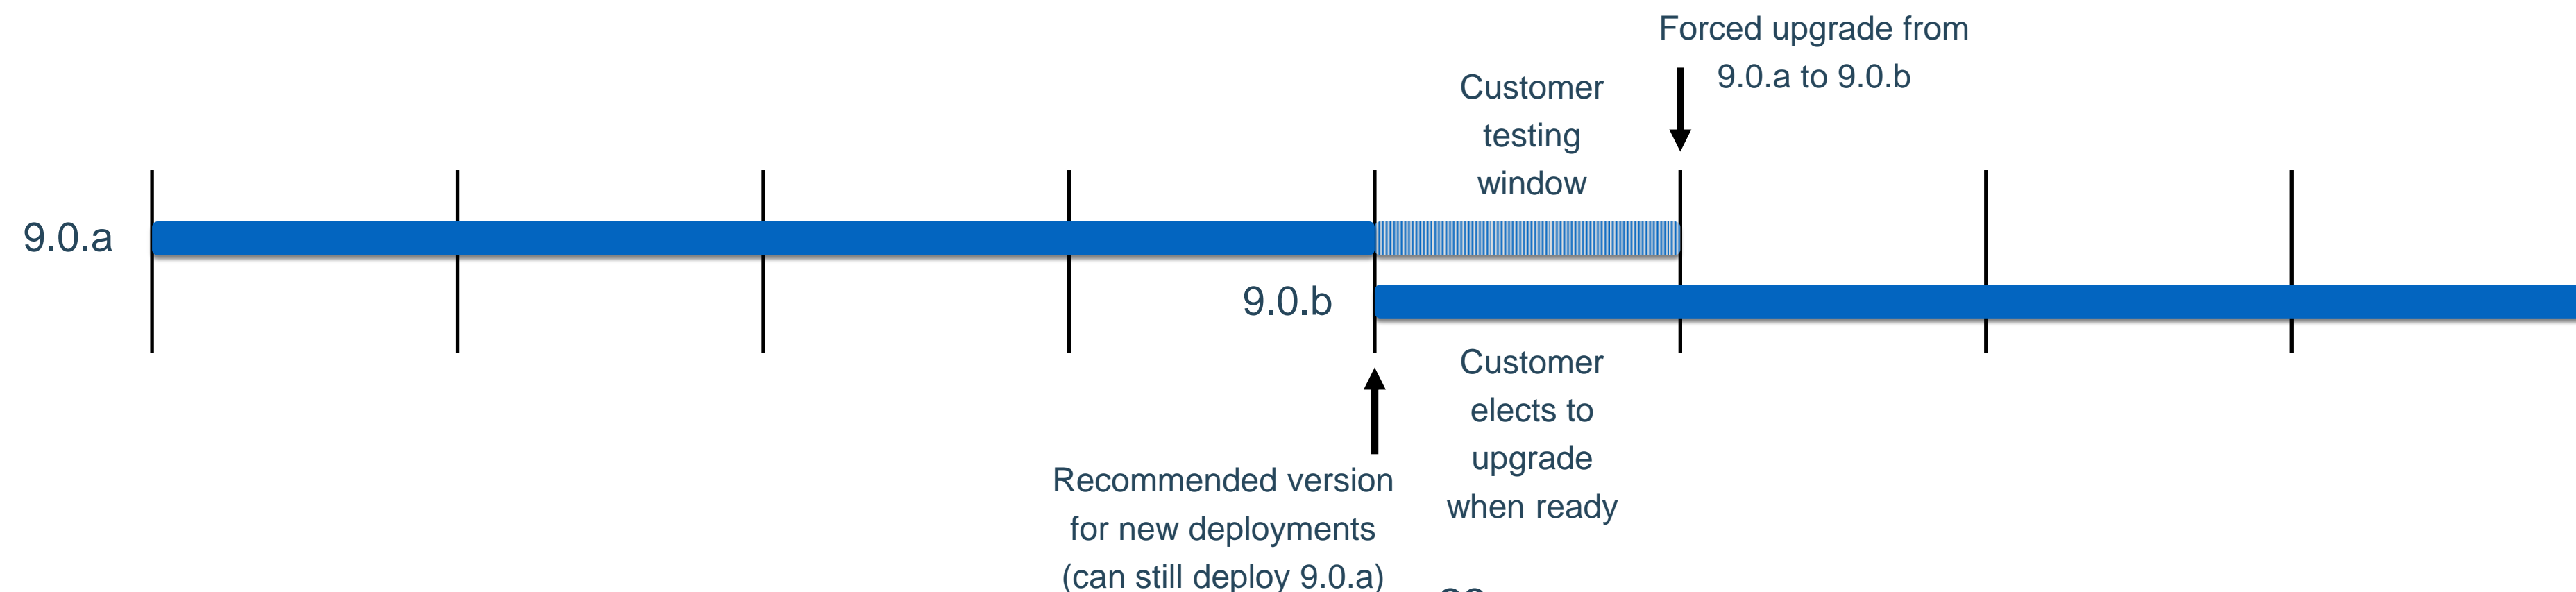 Forced upgrade from
9.0.a to 9.0.b
Customer
testing
window
9.0.a
9.0.b
Customer
elects to
upgrade
when ready
Recommended version
for new deployments
(can still deploy 9.0.a)